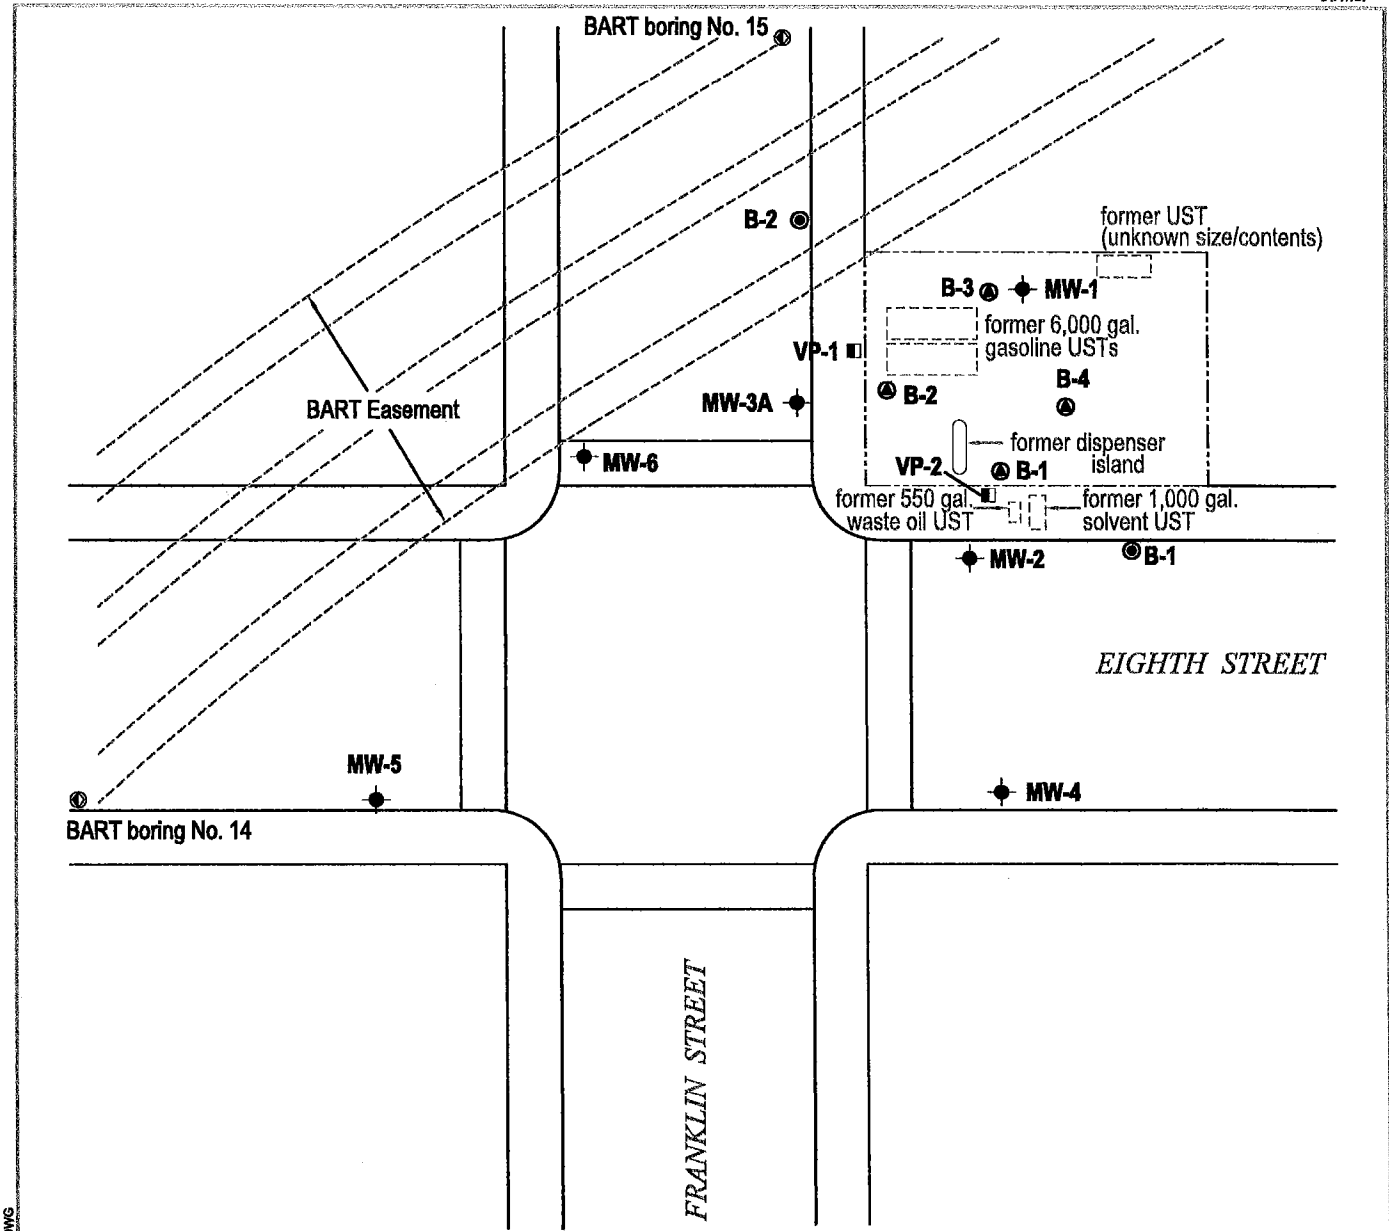 BART boring No. 15
B-2
former UST
(unknown size/contents)
B-3
MW-1
former 6,000 gal.
gasoline USTs
VP-1
B-4
B-2
MW-3A
BART Easement
former dispenser
island
MW-6
VP-2
B-1
former 550 gal.
waste oil UST
former 1,000 gal.
solvent UST
MW-2
B-1
EIGHTH STREET
MW-5
MW-4
BART boring No. 14
FRANKLIN STREET